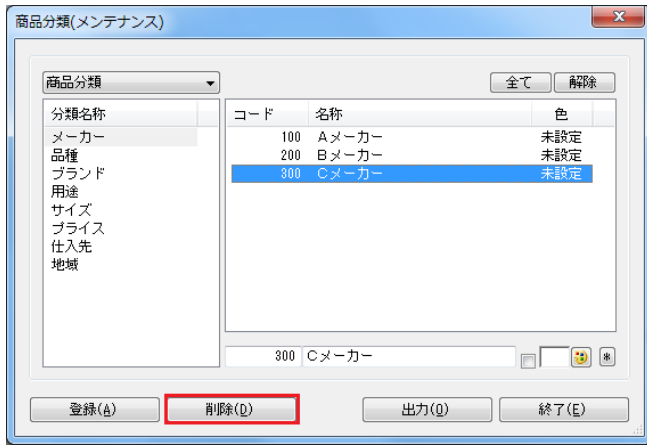 商品分類(メンテナンス)
商品分類
全て 解除
分類名称
メーカー
品種
ブランド
用途
サイズ
プライス
仕入先
地域
コード 名称 色
100 Aメーカー 未設定
200 Bメーカー 未設定
300 Cメーカー 未設定
300 Cメーカー
*
登録(A) 削除(D) 出力(O) 終了(E)